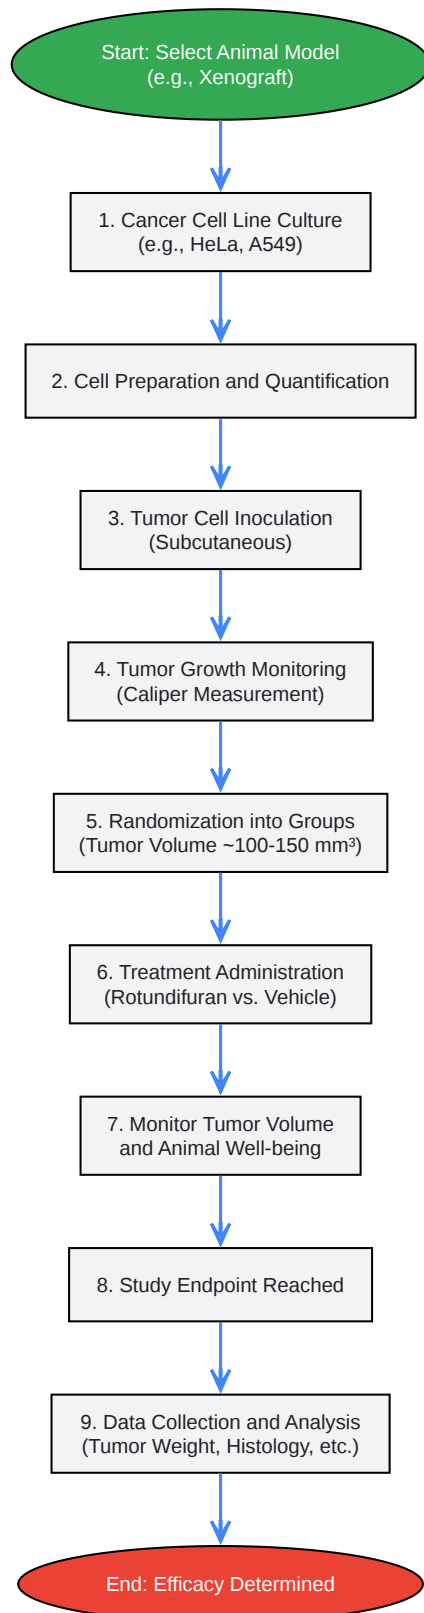 Start: Select Animal Model
(e.g., Xenograft)
1. Cancer Cell Line Culture
(e.g., HeLa, A549)
2. Cell Preparation and Quantification
3. Tumor Cell Inoculation
(Subcutaneous)
4. Tumor Growth Monitoring
(Caliper Measurement)
5. Randomization into Groups
(Tumor Volume ~100-150 mm³)
6. Treatment Administration
(Rotundifuran vs. Vehicle)
7. Monitor Tumor Volume
and Animal Well-being
8. Study Endpoint Reached
9. Data Collection and Analysis
(Tumor Weight, Histology, etc.)
End: Efficacy Determined